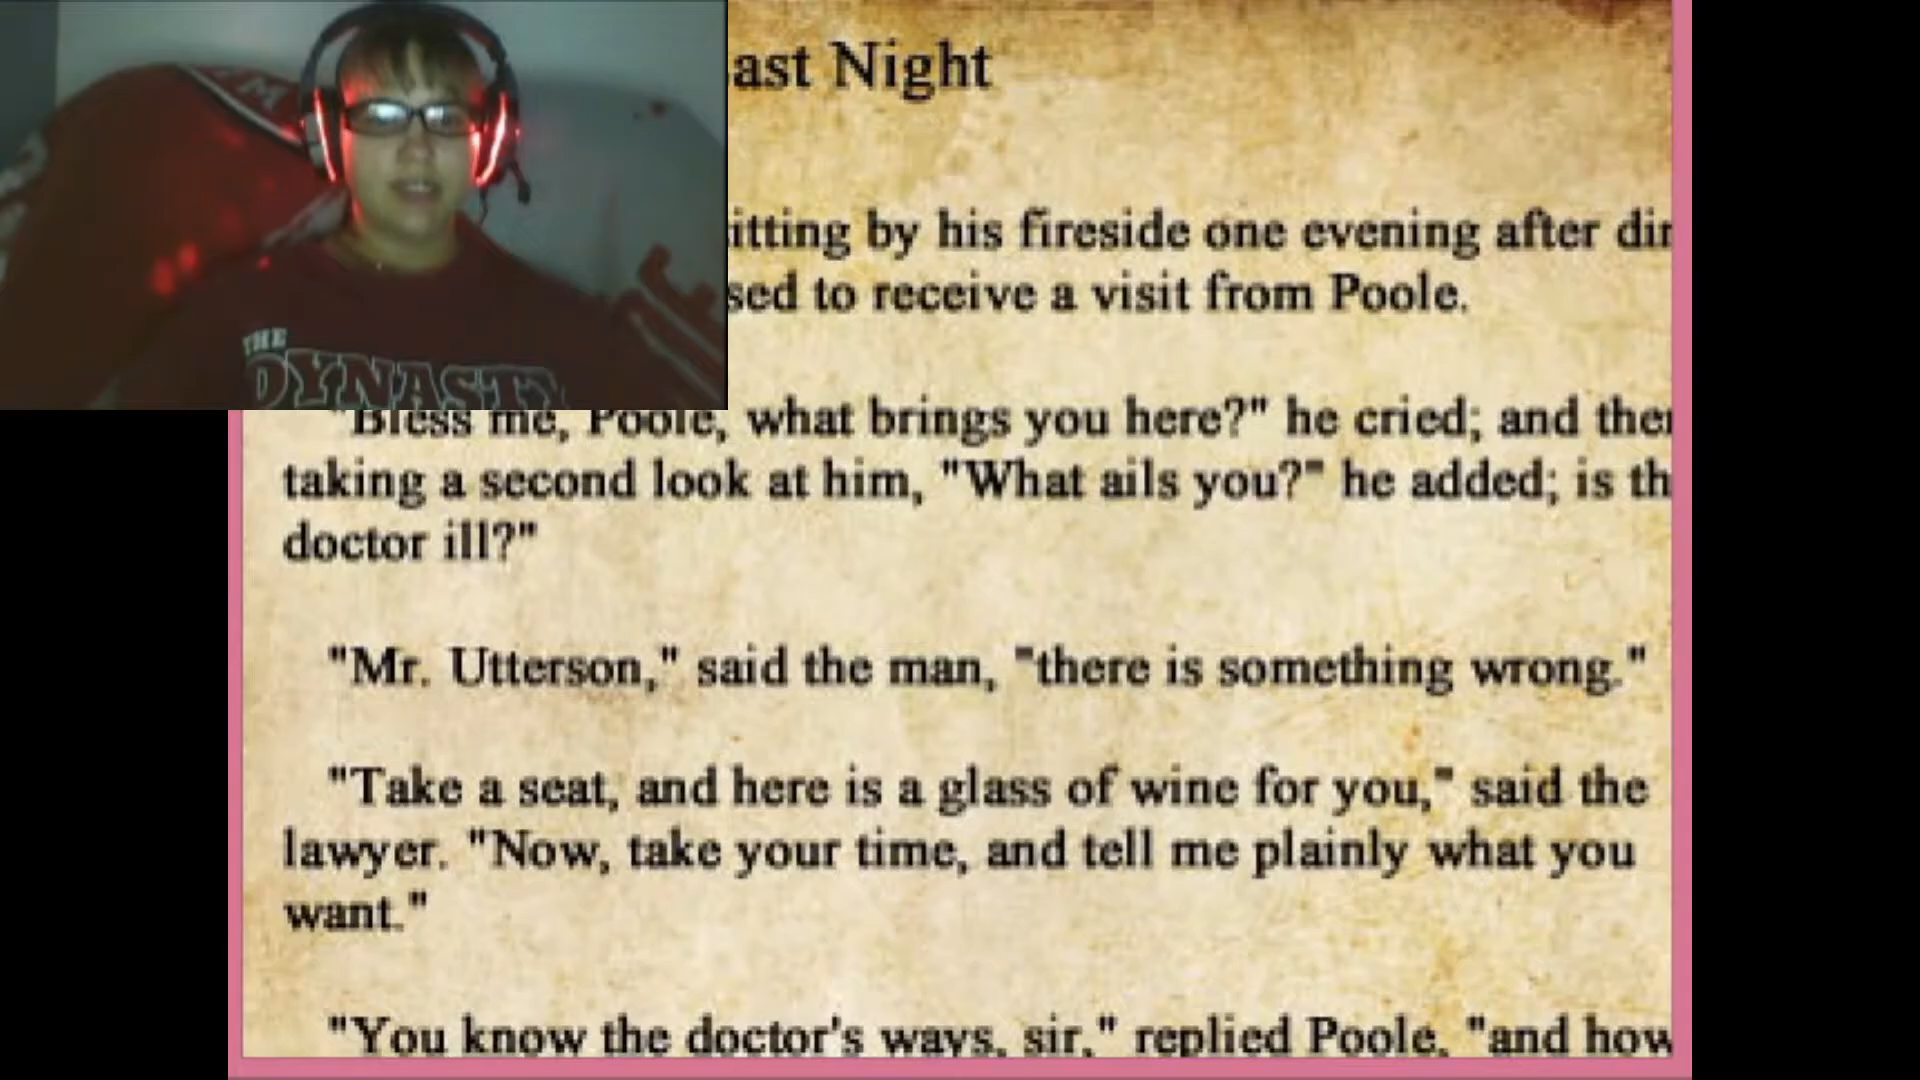 ast Night
itting by his fireside one evening after din
sed to receive a visit from Poole.
THE
DYNASTY
"Bless me, Poole, what brings you here?" he cried; and then
taking a second look at him, "What ails you?" he added; is th
doctor ill?"
"Mr. Utterson," said the man, "there is something wrong."
"Take a seat, and here is a glass of wine for you," said the
lawyer. "Now, take your time, and tell me plainly what you
want."
"You know the doctor's ways, sir," replied Poole, "and how